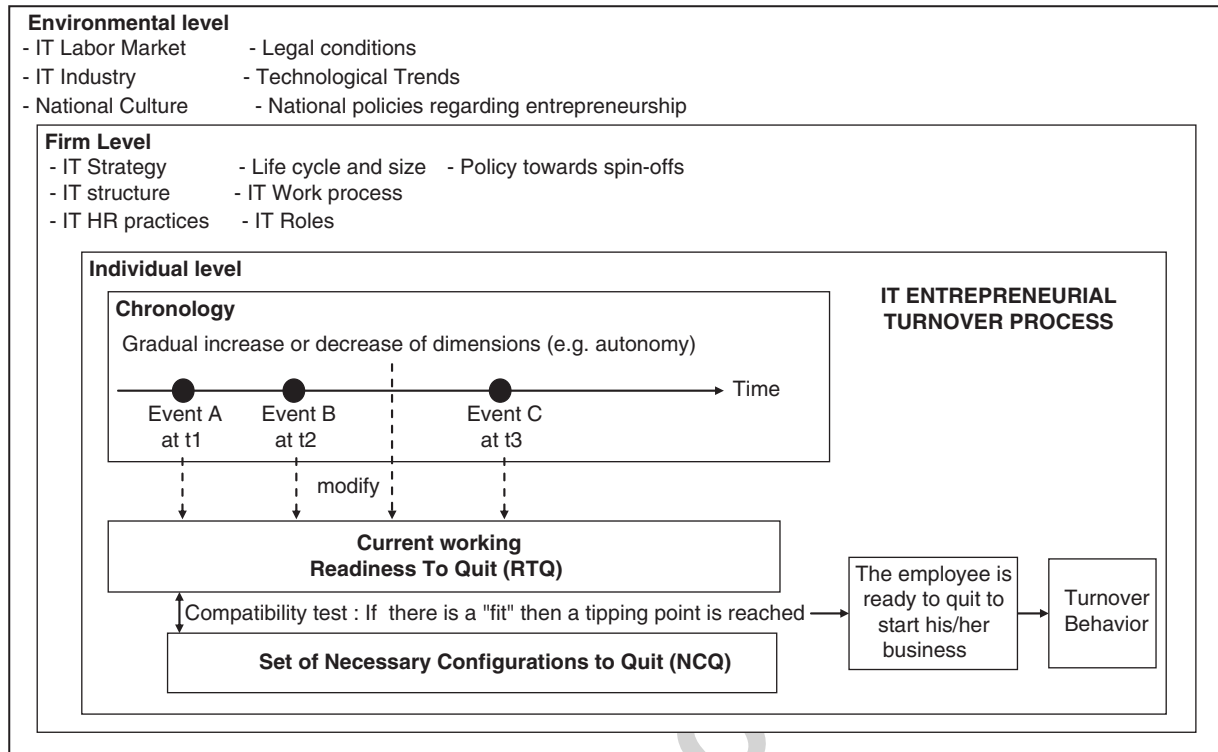 Environmental level
- IT Labor Market - Legal conditions
- IT Industry - Technological Trends
- National Culture - National policies regarding entrepreneurship
Firm Level
- IT Strategy - Life cycle and size - Policy towards spin-offs
- IT structure - IT Work process
- IT HR practices - IT Roles
Individual level
IT ENTREPRENEURIAL
TURNOVER PROCESS
Chronology
Gradual increase or decrease of dimensions (e.g. autonomy)
Time
Event A
at t1
Event B
at t2
Event C
at t3
modify
Current working
Readiness To Quit (RTQ)
Compatibility test : If there is a "fit" then a tipping point is reached
Set of Necessary Configurations to Quit (NCQ)
The employee is
ready to quit to
start his/her
business
Turnover
Behavior